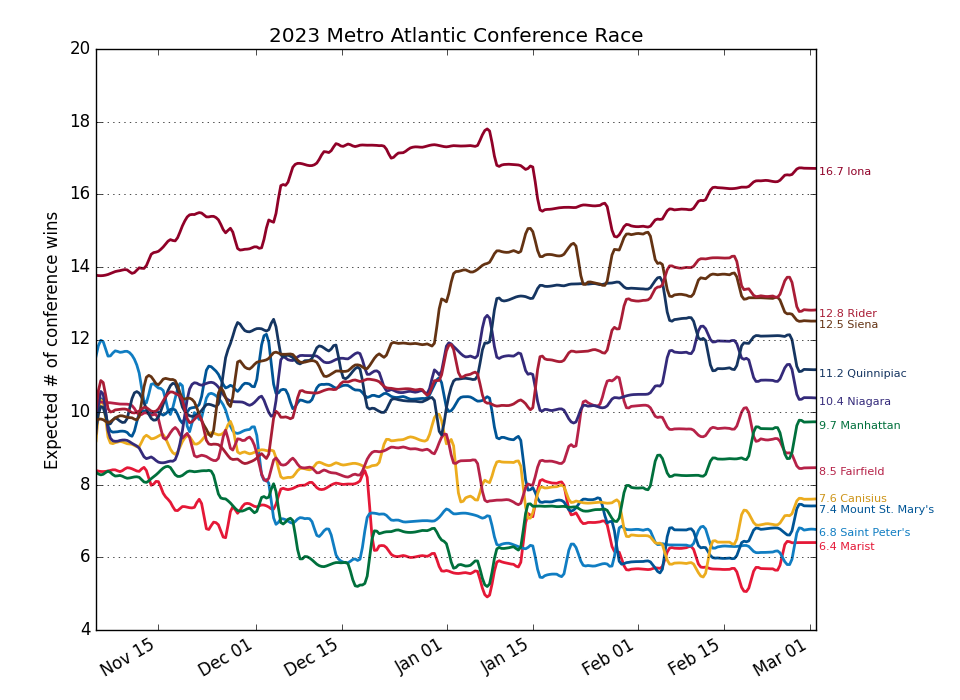 2023 Metro Atlantic Conference Race
Expected # of conference wins
20
18
16
14
12
10
8
6
4
16.7 Iona
12.8 Rider
12.5 Siena
11.2 Quinnipiac
10.4 Niagara
9.7 Manhattan
8.5 Fairfield
7.6 Canisius
7.4 Mount St. Mary's
6.8 Saint Peter's
6.4 Marist
Nov 15
Dec 01
Dec 15
Jan 01
Jan 15
Feb 01
Feb 15
Mar 01